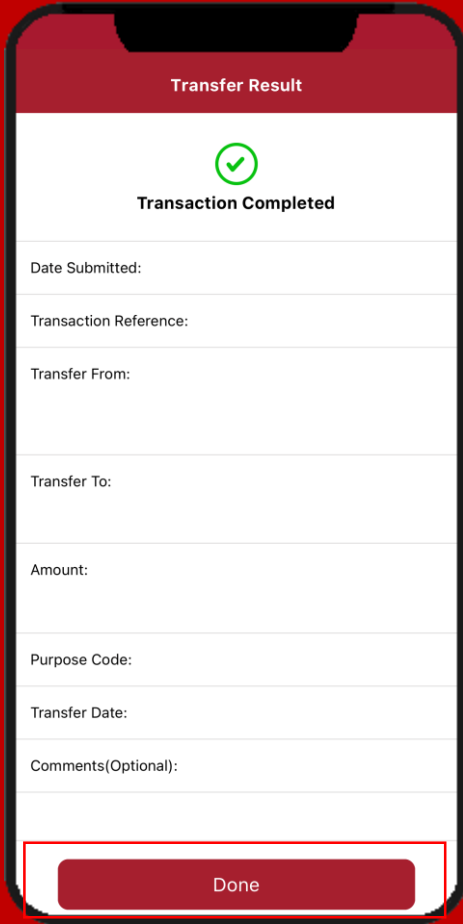 Transfer Result
Transaction Completed
Date Submitted:
Transaction Reference:
Transfer From:
Transfer To:
Amount:
Purpose Code:
Transfer Date:
Comments(Optional):
Done